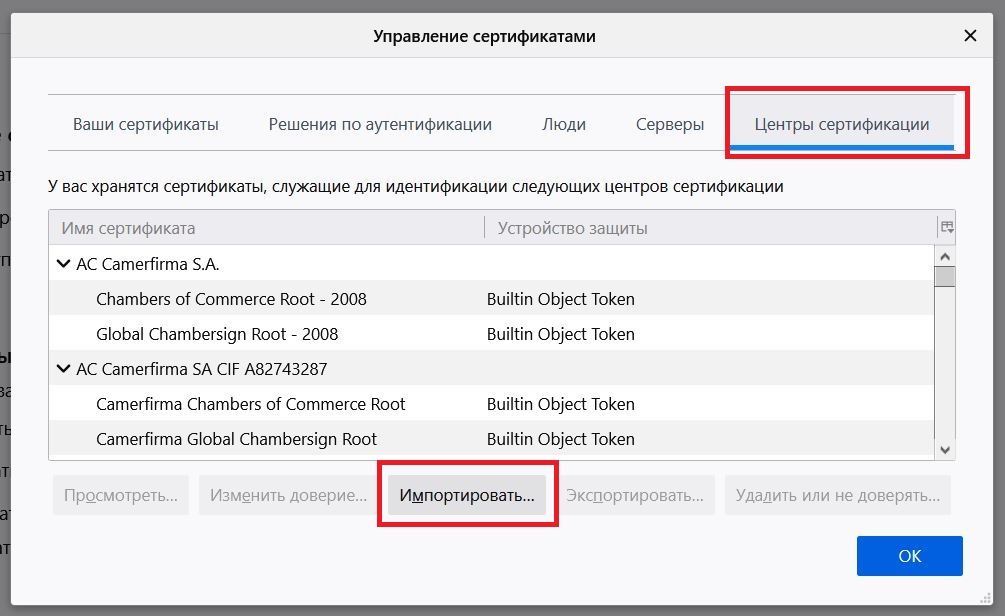 Управление сертификатами
Ваши сертификаты Решения по аутентификации Люди Серверы Центры сертификации
У вас хранятся сертификаты, служащие для идентификации следующих центров сертификации
Имя сертификата Устройство защиты
AC Camerfirma S.A.
Chambers of Commerce Root - 2008 Builtin Object Token
Global Chambersign Root - 2008 Builtin Object Token
AC Camerfirma SA CIF A82743287
Camerfirma Chambers of Commerce Root Builtin Object Token
Camerfirma Global Chambersign Root Builtin Object Token
Просмотреть... Изменить доверие... Импортировать... Экспортировать... Удалить или не доверять...
OK